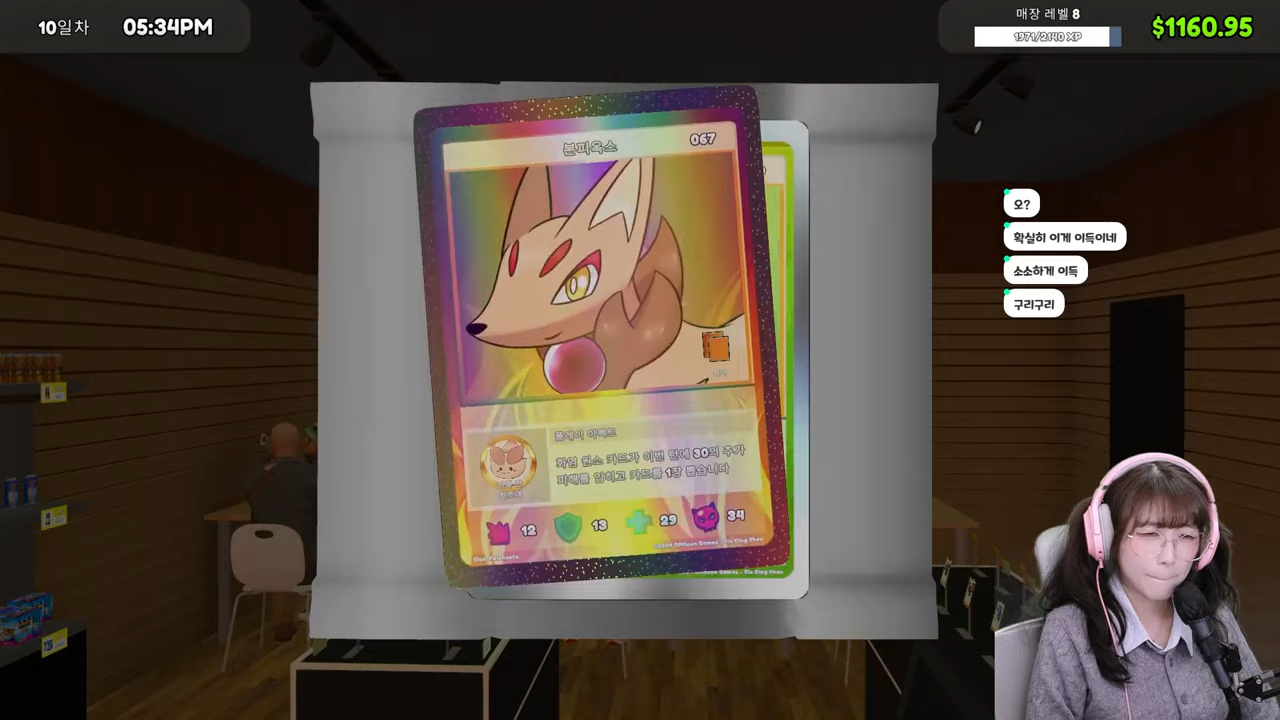 10일차
05:34PM
매장 레벨 8
1971/2140 XP
$1160.95
본피옥스
067
플레이 이펙트
화염 원소 카드가 이번 턴에 30의 추가
피해를 입히고 카드를 1장 뽑습니다
12
13
29
34
오?
확실히 이게 이득이네
소소하게 이득
구리구리